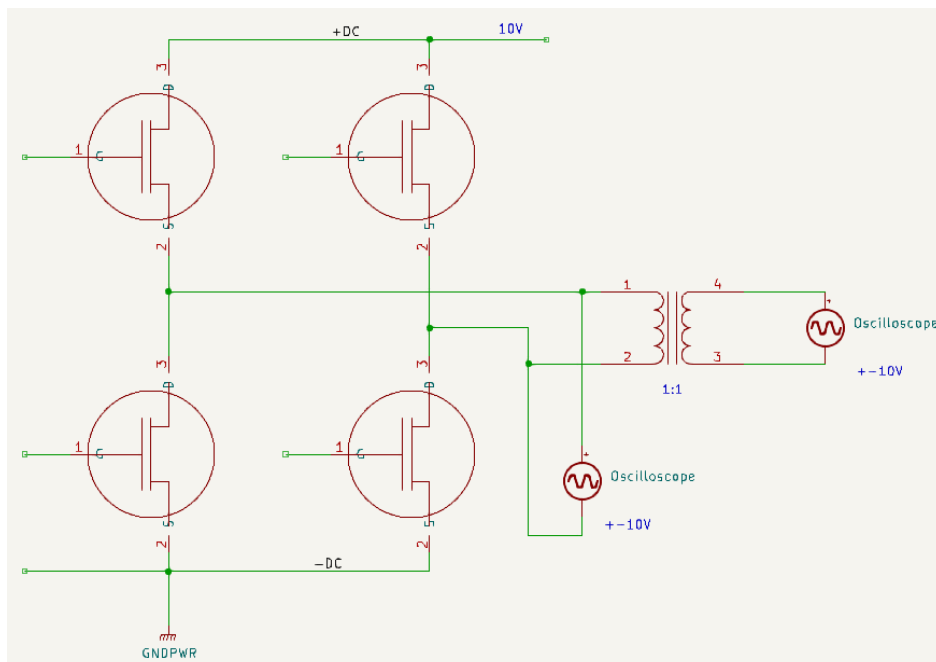 +DC
10V
3
3
D
D
1
G
1
G
S
S
2
2
1
4
Oscilloscope
2
3
+-10V
1:1
3
3
D
D
1
G
1
G
Oscilloscope
+-10V
S
S
2
2
-DC
GNDPWR